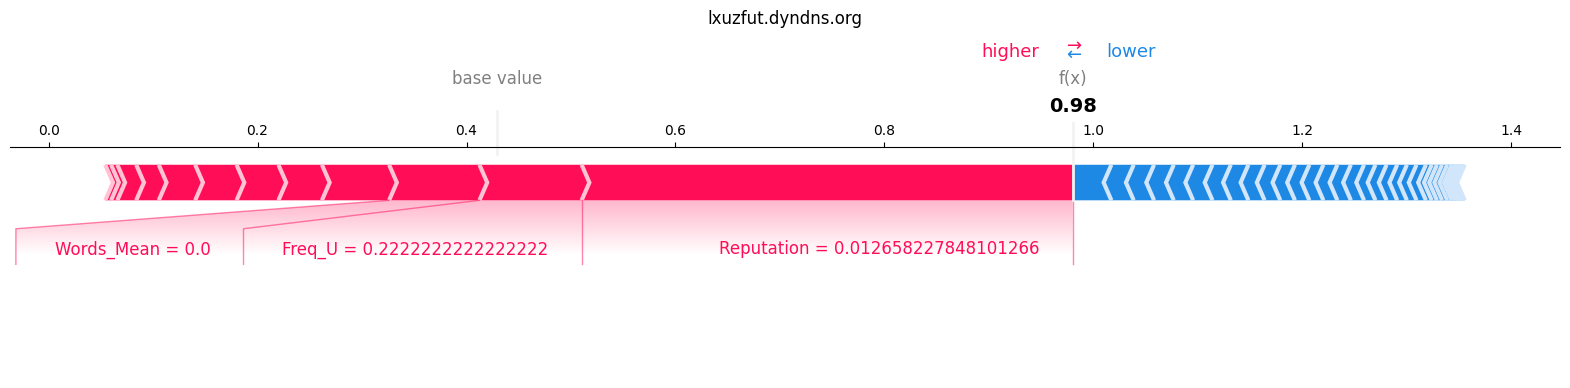 lxuzfut.dyndns.org
higher ⇄ lower
base value f(x)
0.98
0.0 0.2 0.4 0.6 0.8 1.0 1.2 1.4
Words_Mean = 0.0 Freq_U = 0.2222222222222222 Reputation = 0.012658227848101266